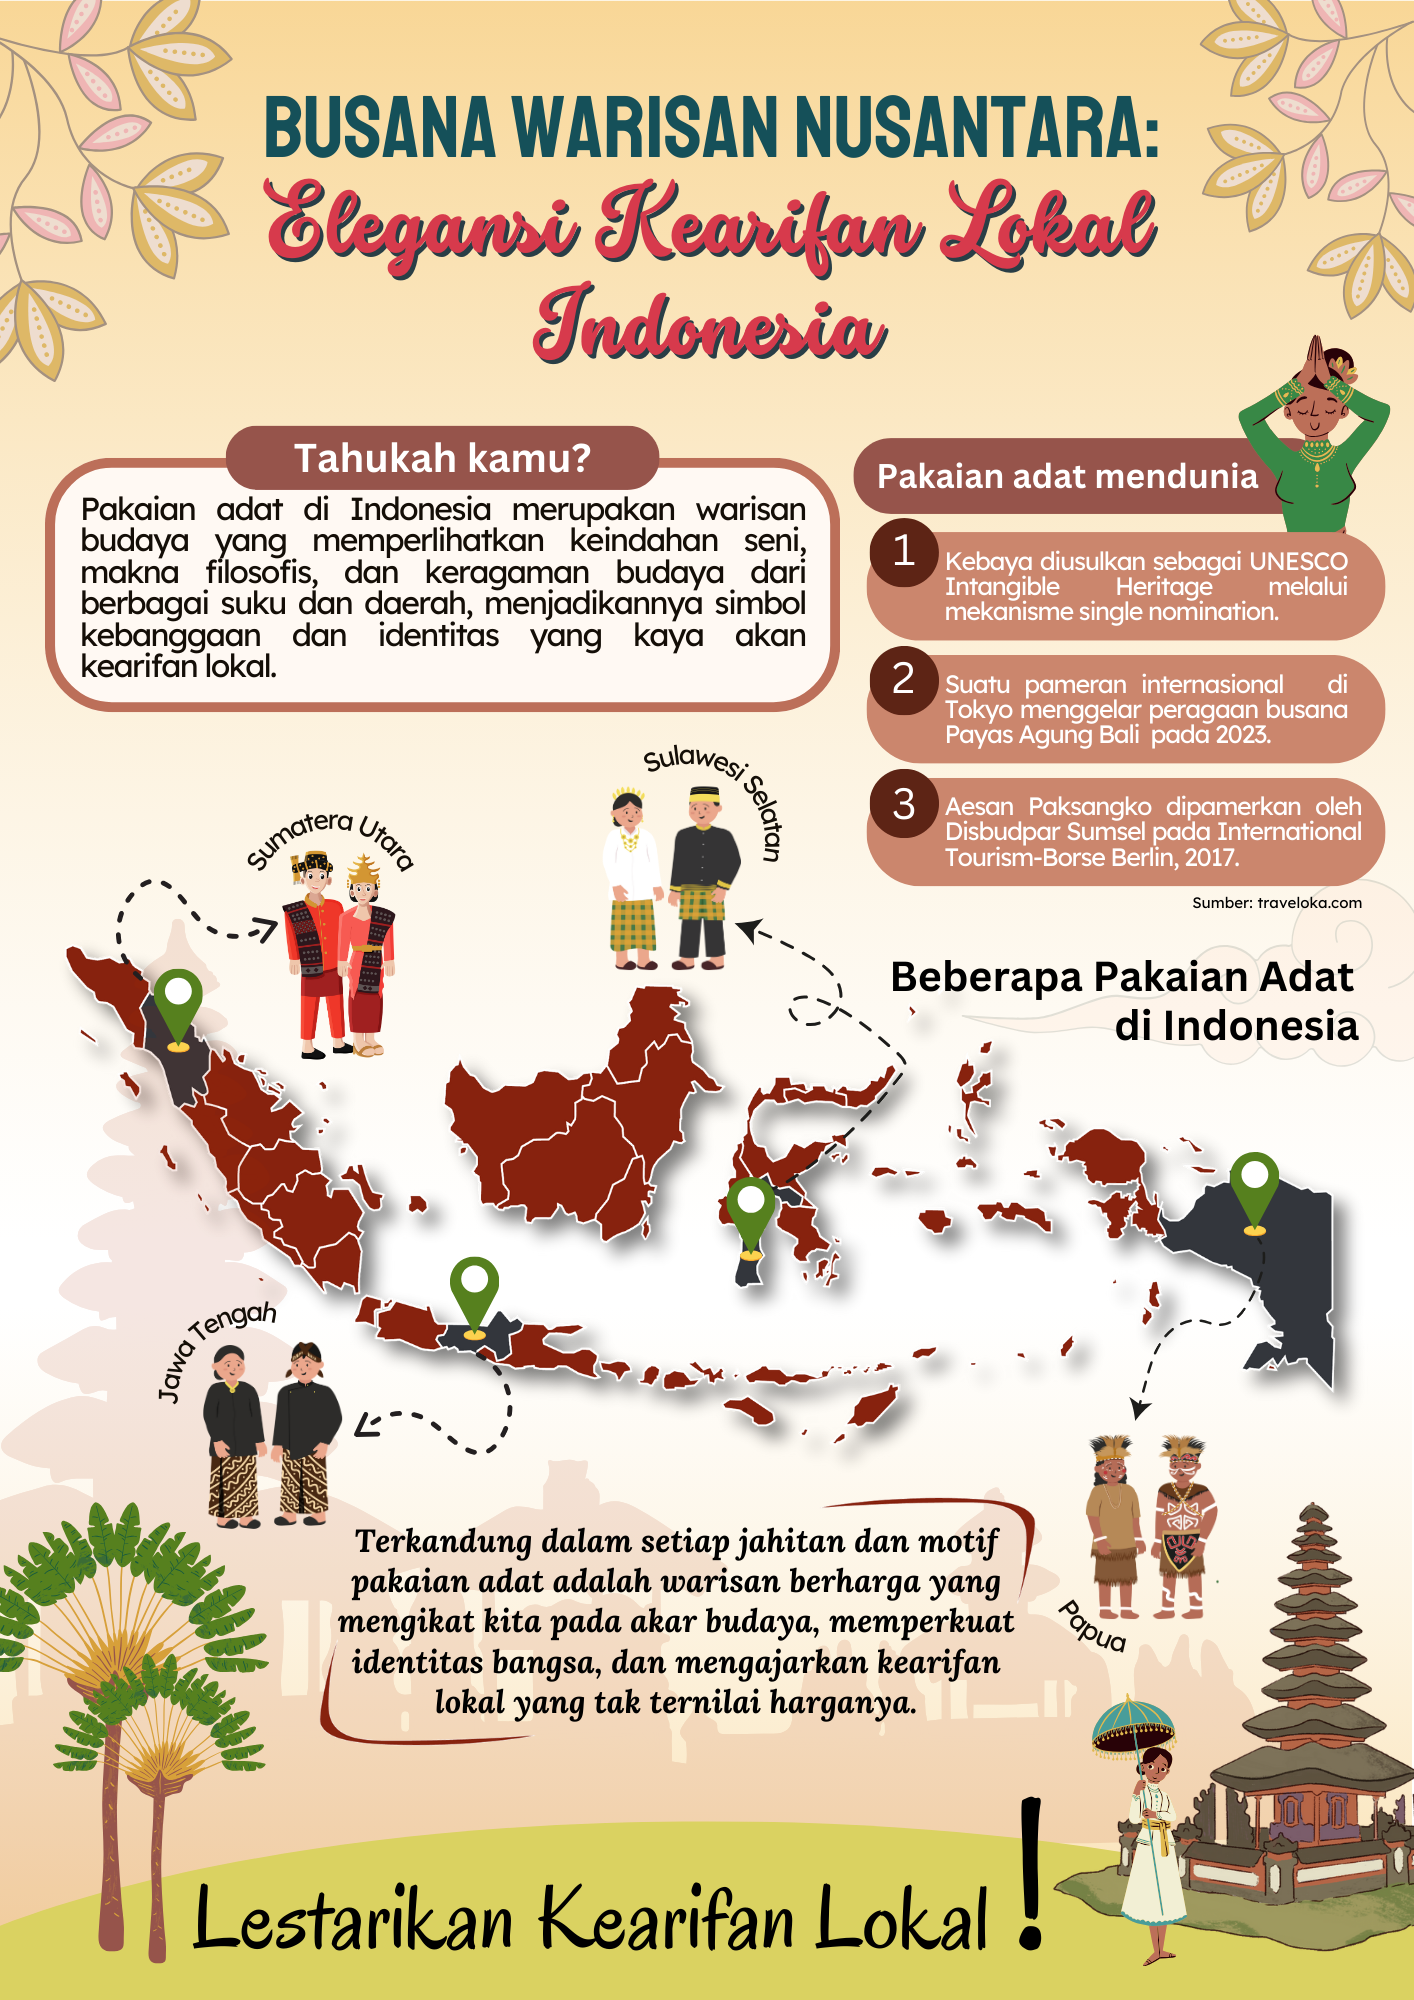 BUSANA WARISAN NUSANTARA:
Elegansi Kearifan Lokal
Indonesia
Tahukah kamu?
Pakaian adat di Indonesia merupakan warisan
budaya yang memperlihatkan keindahan seni,
makna filosofis, dan keragaman budaya dari
berbagai suku dan daerah, menjadikannya simbol
kebanggaan dan identitas yang kaya akan
kearifan lokal.
Pakaian adat mendunia
1
Kebaya diusulkan sebagai UNESCO
Intangible Heritage melalui
mekanisme single nomination.
2
Suatu pameran internasional di
Tokyo menggelar peragaan busana
Payas Agung Bali pada 2023.
3
Aesan Paksangko dipamerkan oleh
Disbudpar Sumsel pada International
Tourism-Borse Berlin, 2017.
Sumber: traveloka.com
Beberapa Pakaian Adat
di Indonesia
Sulawesi Selatan
Sumatera Utara
Jawa Tengah
Papua
Terkandung dalam setiap jahitan dan motif
pakaian adat adalah warisan berharga yang
mengikat kita pada akar budaya, memperkuat
identitas bangsa, dan mengajarkan kearifan
lokal yang tak ternilai harganya.
Lestarikan Kearifan Lokal !